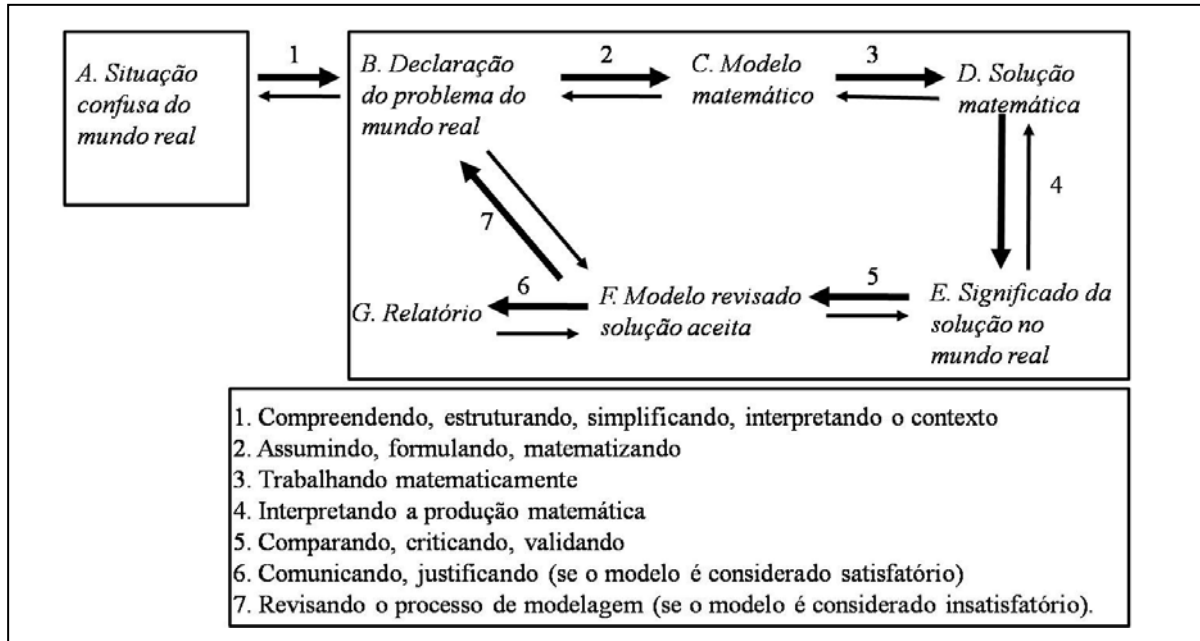 A. Situação
confusa do
mundo real
1
B. Declaração
do problema do
mundo real
2
C. Modelo
matemático
3
D. Solução
matemática
4
7
G. Relatório
6
F. Modelo revisado
solução aceita
5
E. Significado da
solução no
mundo real
1. Compreendendo, estruturando, simplificando, interpretando o contexto
2. Assumindo, formulando, matematizando
3. Trabalhando matematicamente
4. Interpretando a produção matemática
5. Comparando, criticando, validando
6. Comunicando, justificando (se o modelo é considerado satisfatório)
7. Revisando o processo de modelagem (se o modelo é considerado insatisfatório).